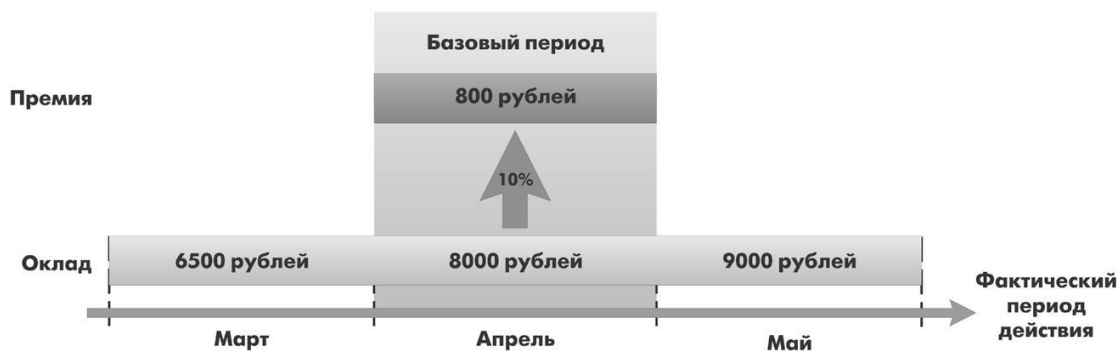 Базовый период
Премия
800 рублей
10%
Оклад
6500 рублей
8000 рублей
9000 рублей
Фактический
период
действия
Март
Апрель
Май